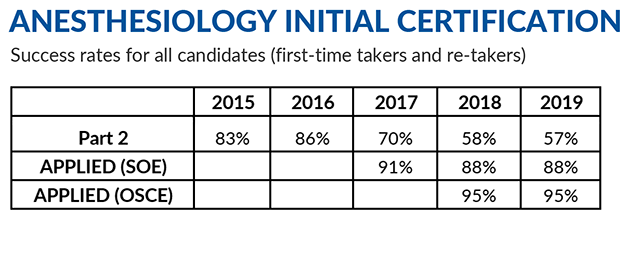 ANESTHESIOLOGY INITIAL CERTIFICATION
Success rates for all candidates (first-time takers and re-takers)
2015 2016 2017 2018 2019
Part 2 83% 86% 70% 58% 57%
APPLIED (SOE) 91% 88% 88%
APPLIED (OSCE) 95% 95%